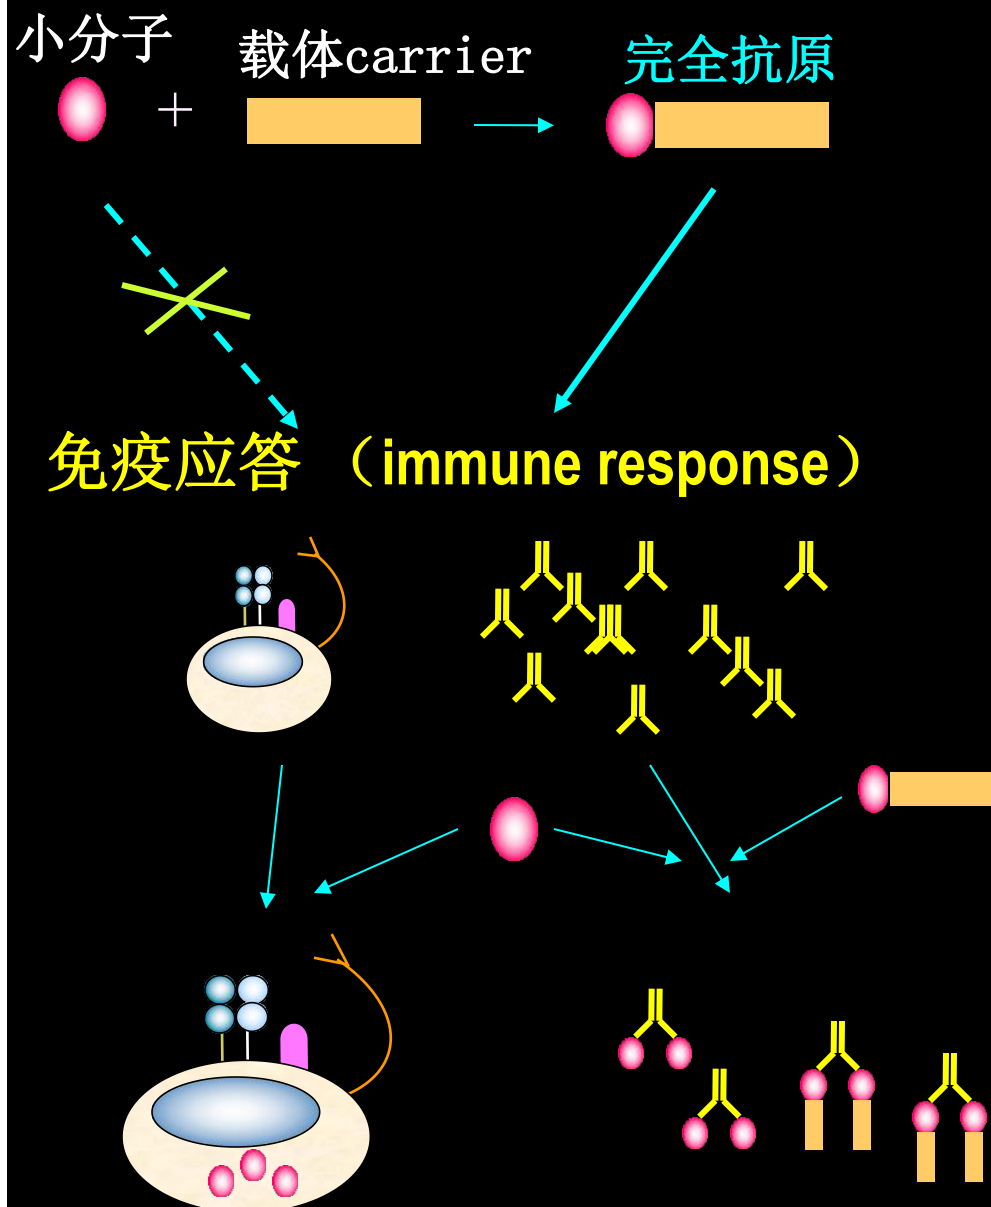 小分子
载体carrier
完全抗原
+
免疫应答 （immune response）